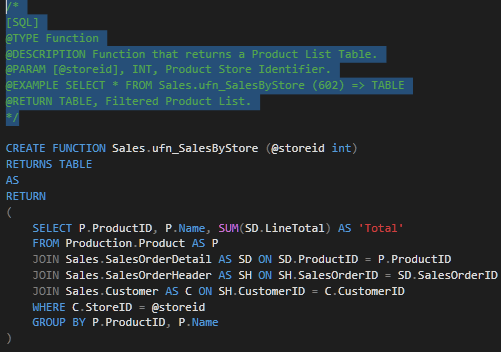 /*
[SQL]
@TYPE Function
@DESCRIPTION Function that returns a Product List Table.
@PARAM [@storeid], INT, Product Store Identifier.
@EXAMPLE SELECT * FROM Sales.ufn_SalesByStore (602) => TABLE
@RETURN TABLE, Filtered Product List.
*/

CREATE FUNCTION Sales.ufn_SalesByStore (@storeid int)
RETURNS TABLE
AS
RETURN
(
    SELECT P.ProductID, P.Name, SUM(SD.LineTotal) AS 'Total'
    FROM Production.Product AS P
    JOIN Sales.SalesOrderDetail AS SD ON SD.ProductID = P.ProductID
    JOIN Sales.SalesOrderHeader AS SH ON SH.SalesOrderID = SD.SalesOrderID
    JOIN Sales.Customer AS C ON SH.CustomerID = C.CustomerID
    WHERE C.StoreID = @storeid
    GROUP BY P.ProductID, P.Name
)